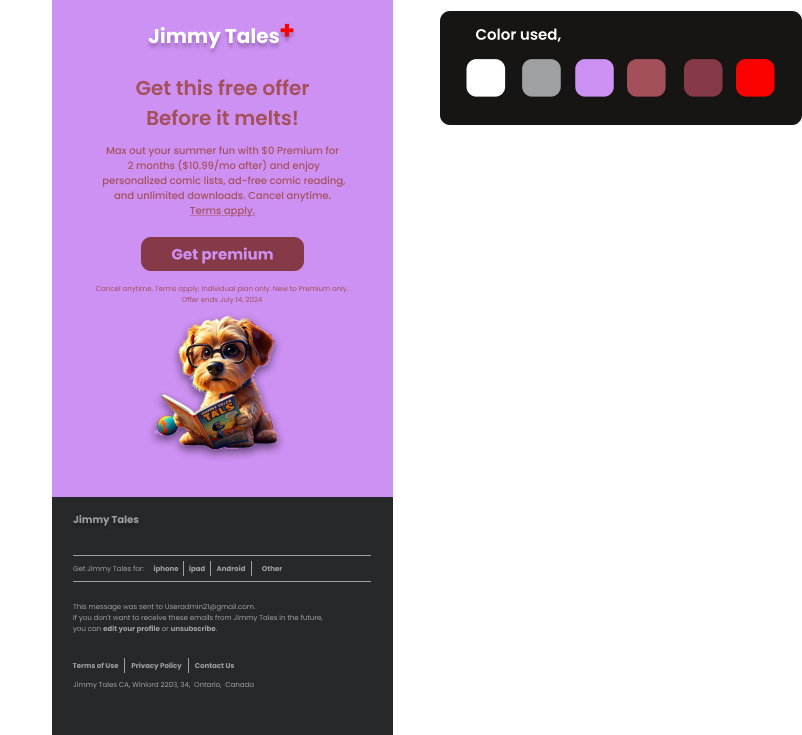 Jimmy Tales+
Get this free offer
Before it melts!
Max out your summer fun with $0 Premium for
2 months ($10.99/mo after) and enjoy
personalized comic lists, ad-free comic reading,
and unlimited downloads. Cancel anytime.
Terms apply.
Get premium
Cancel anytime. Terms apply. Individual plan only. New to Premium only.
Offer ends July 14, 2024
TALS
Jimmy Tales
Get Jimmy Tales for: iphone ipad Android Other
This message was sent to Useradmin21@gmail.com.
If you don't want to receive these emails from Jimmy Tales in the future,
you can edit your profile or unsubscribe.
Terms of Use Privacy Policy Contact Us
Jimmy Tales CA, Winlord 2203, 34, Ontario, Canada
Color used,